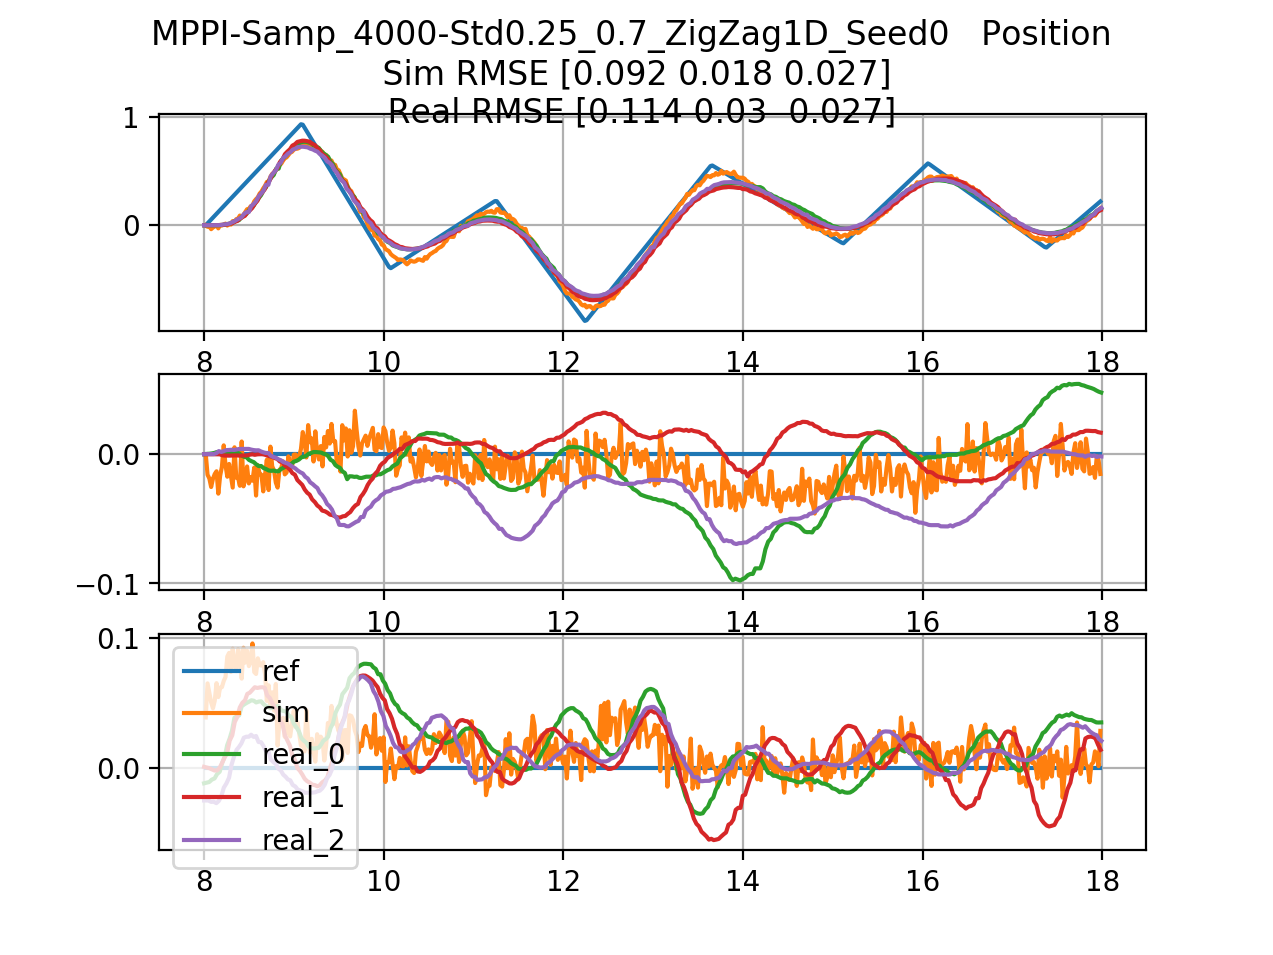 MPPI-Samp_4000-Std0.25_0.7_ZigZag1D_Seed0   Position
Sim RMSE [0.092 0.018 0.027]
Real RMSE [0.114 0.03  0.027]
1
0
8 10 12 14 16 18
0.0
−0.1
8 10 12 14 16 18
0.1
0.0
ref
sim
real_0
real_1
real_2
8 10 12 14 16 18